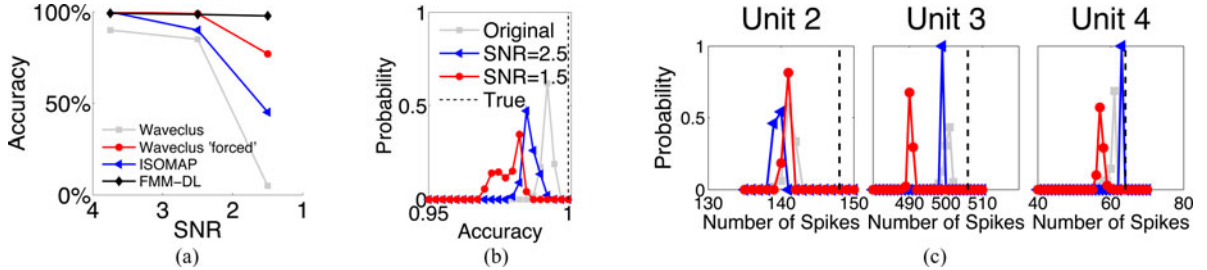 100%
50%
0%
Accuracy
Waveclus
Waveclus 'forced'
ISOMAP
FMM-DL
4
3
2
1
SNR
(a)
1
0.5
0
Probability
Original
SNR=2.5
SNR=1.5
True
0.95
1
Accuracy
(b)
Unit 2
Unit 3
Unit 4
1
0.5
0
Probability
130
140
150
490
500
510
40
60
80
Number of Spikes
Number of Spikes
Number of Spikes
(c)